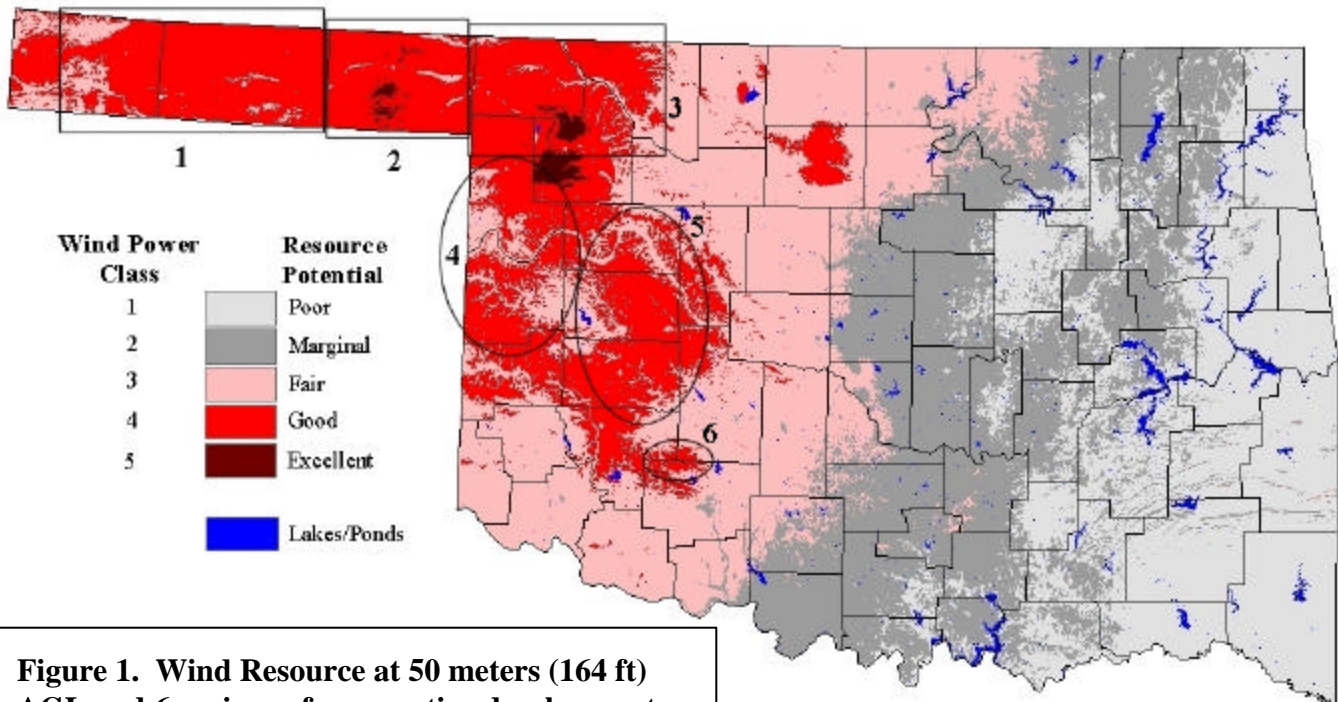 1
2
3
4
5
6
Wind Power Resource
Class Potential
1 Poor
2 Marginal
3 Fair
4 Good
5 Excellent
Lakes/Ponds
Figure 1. Wind Resource at 50 meters (164 ft)